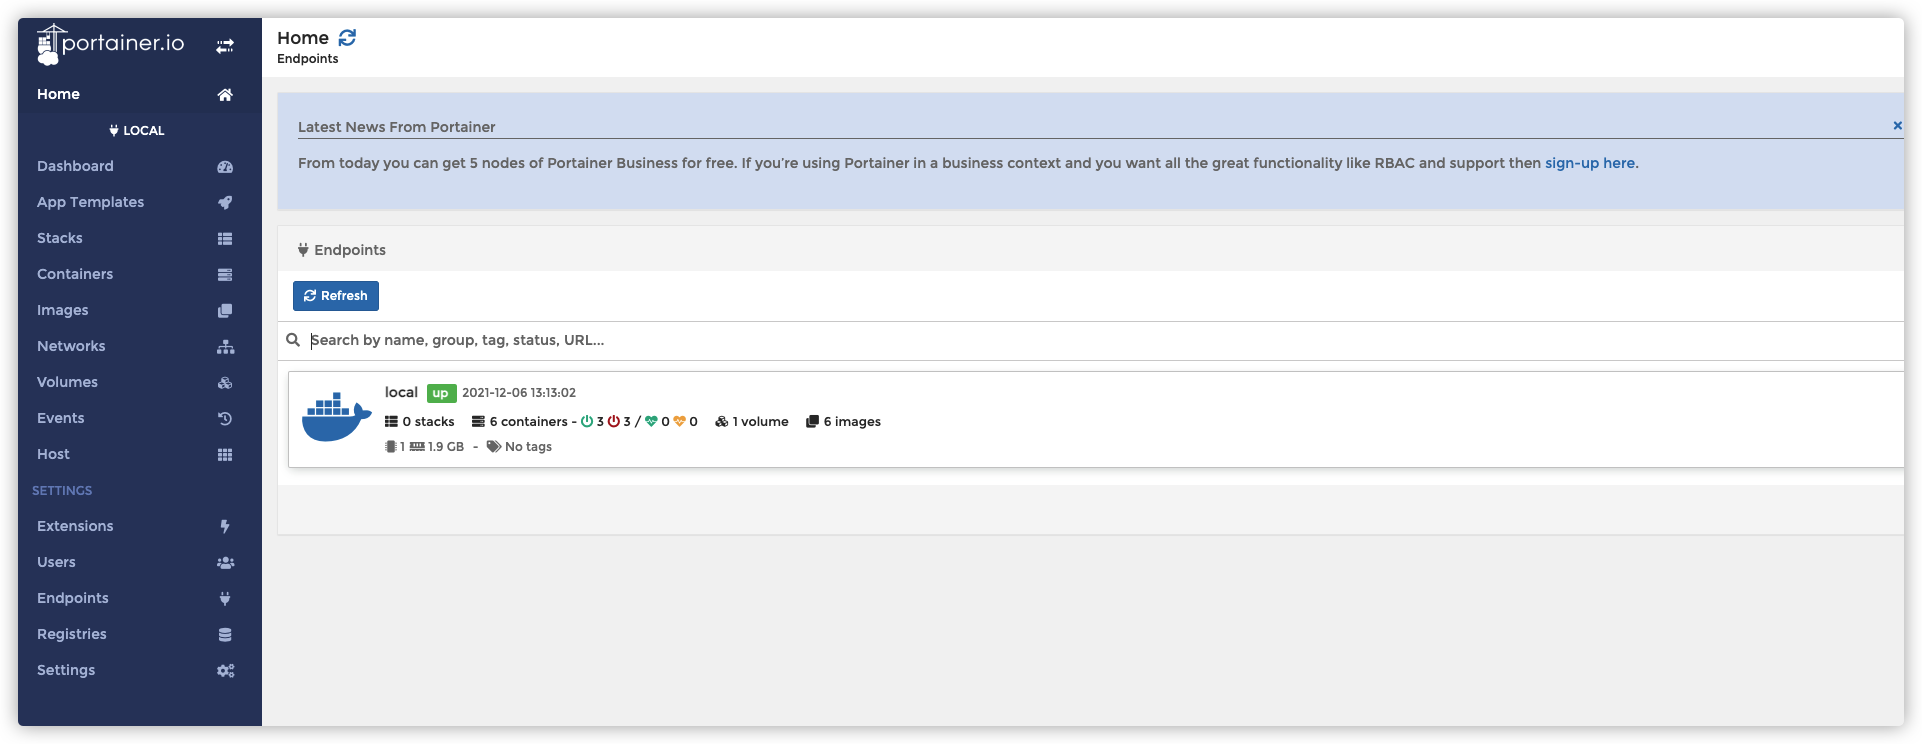 portainer.io
Home
LOCAL
Dashboard
App Templates
Stacks
Containers
Images
Networks
Volumes
Events
Host
SETTINGS
Extensions
Users
Endpoints
Registries
Settings
Home
Endpoints
Latest News From Portainer
×
From today you can get 5 nodes of Portainer Business for free. If you’re using Portainer in a business context and you want all the great functionality like RBAC and support then sign-up here.
Endpoints
Refresh
Search by name, group, tag, status, URL...
local up 2021-12-06 13:13:02
0 stacks 6 containers - 3 3 / 0 0 1 volume 6 images
1 1.9 GB - No tags